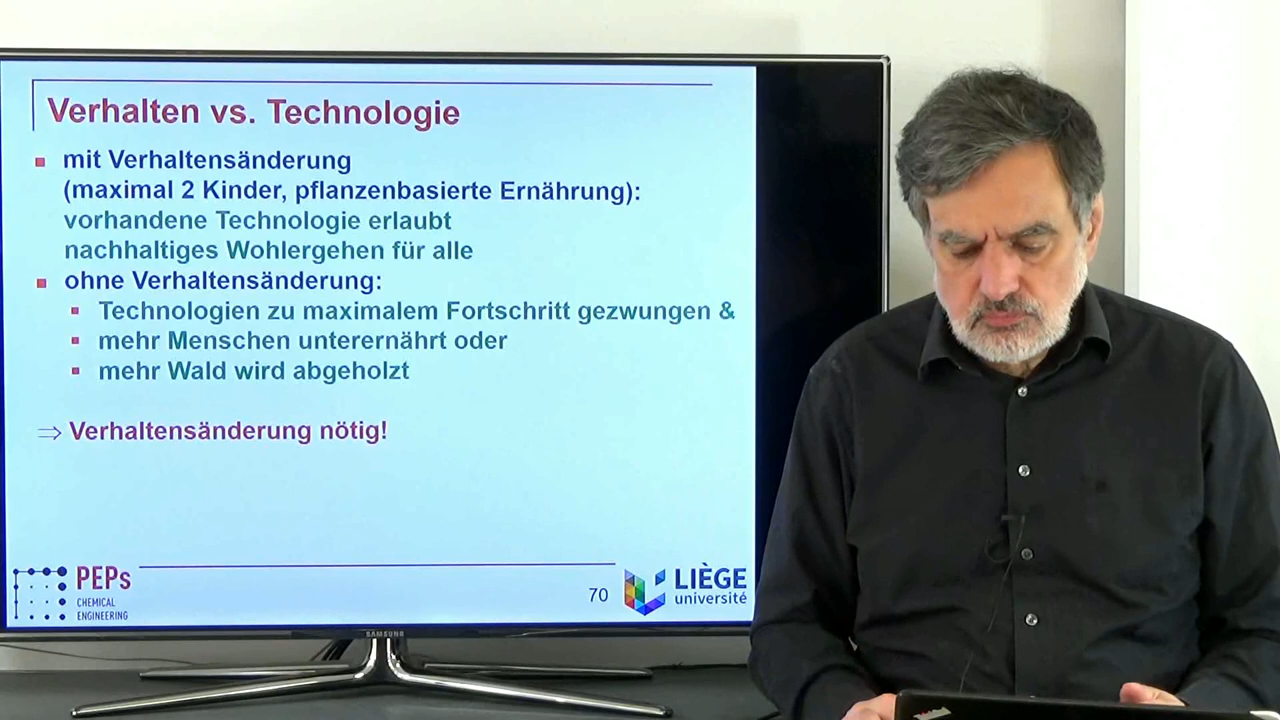 Verhalten vs. Technologie
mit Verhaltensänderung
(maximal 2 Kinder, pflanzenbasierte Ernährung):
vorhandene Technologie erlaubt
nachhaltiges Wohlergehen für alle
ohne Verhaltensänderung:
Technologien zu maximalem Fortschritt gezwungen &
mehr Menschen unterernährt oder
mehr Wald wird abgeholzt
⇒ Verhaltensänderung nötig!
PEPs
CHEMICAL
ENGINEERING
70
LIÈGE
université
SAMSUNG